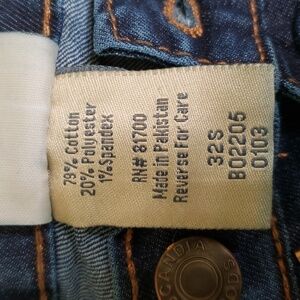 79% Cotton
20% Polyester
1% Spandex
RN# 81700
Made in Pakistan
Reverse For Care
32S
B02205
0103